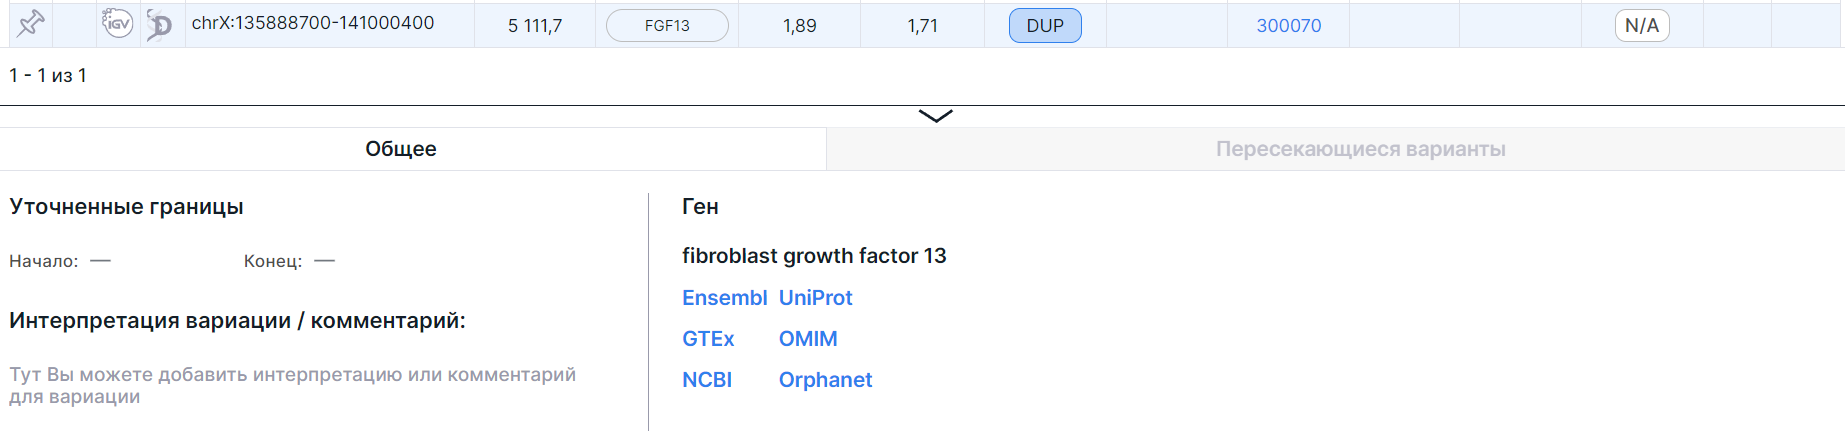 IGV chrX:135888700-141000400 5 111,7 FGF13 1,89 1,71 DUP 300070 N/A
1 - 1 из 1
Общее Пересекающиеся варианты
Уточненные границы
Начало: — Конец: —
Интерпретация вариации / комментарий:
Тут Вы можете добавить интерпретацию или комментарий
для вариации
Ген
fibroblast growth factor 13
Ensembl UniProt
GTEx OMIM
NCBI Orphanet